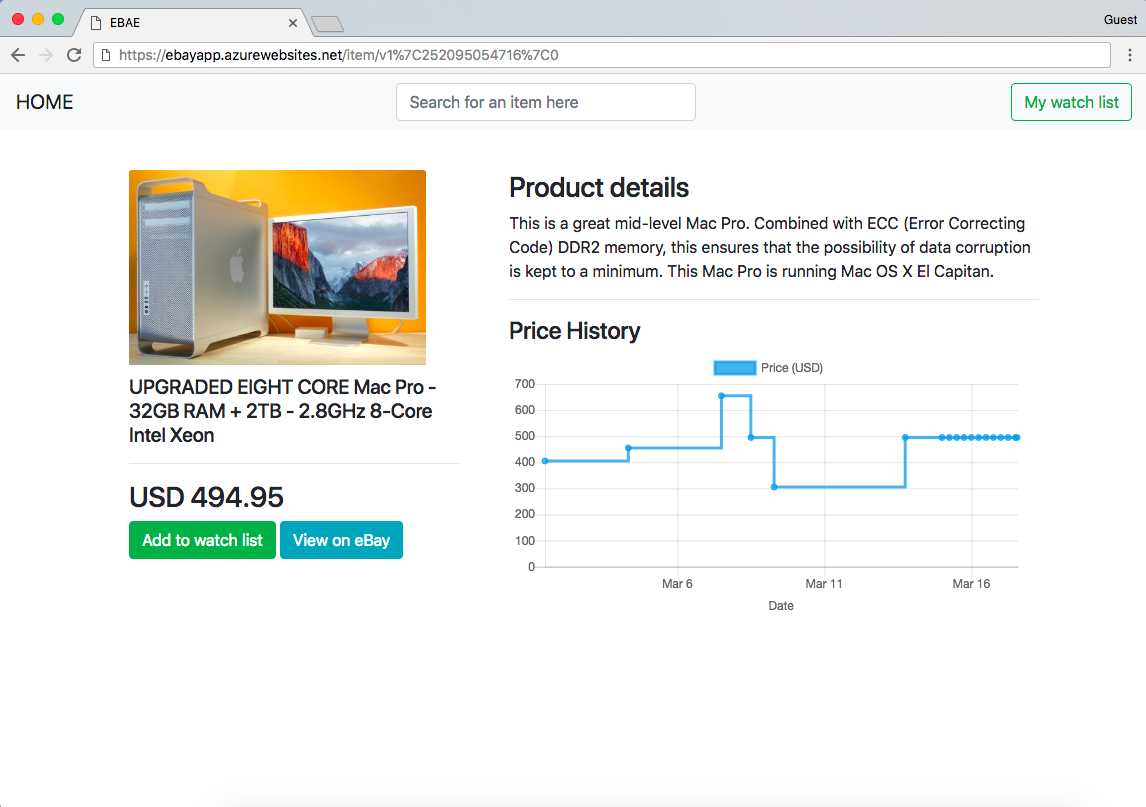 EBAE
Guest
https://ebayapp.azurewebsites.net/item/v1%7C252095054716%7C0
HOME
Search for an item here
My watch list
UPGRADED EIGHT CORE Mac Pro -
32GB RAM + 2TB - 2.8GHz 8-Core
Intel Xeon
USD 494.95
Add to watch list
View on eBay
Product details
This is a great mid-level Mac Pro. Combined with ECC (Error Correcting
Code) DDR2 memory, this ensures that the possibility of data corruption
is kept to a minimum. This Mac Pro is running Mac OS X El Capitan.
Price History
Price (USD)
700
600
500
400
300
200
100
0
Mar 6
Mar 11
Mar 16
Date